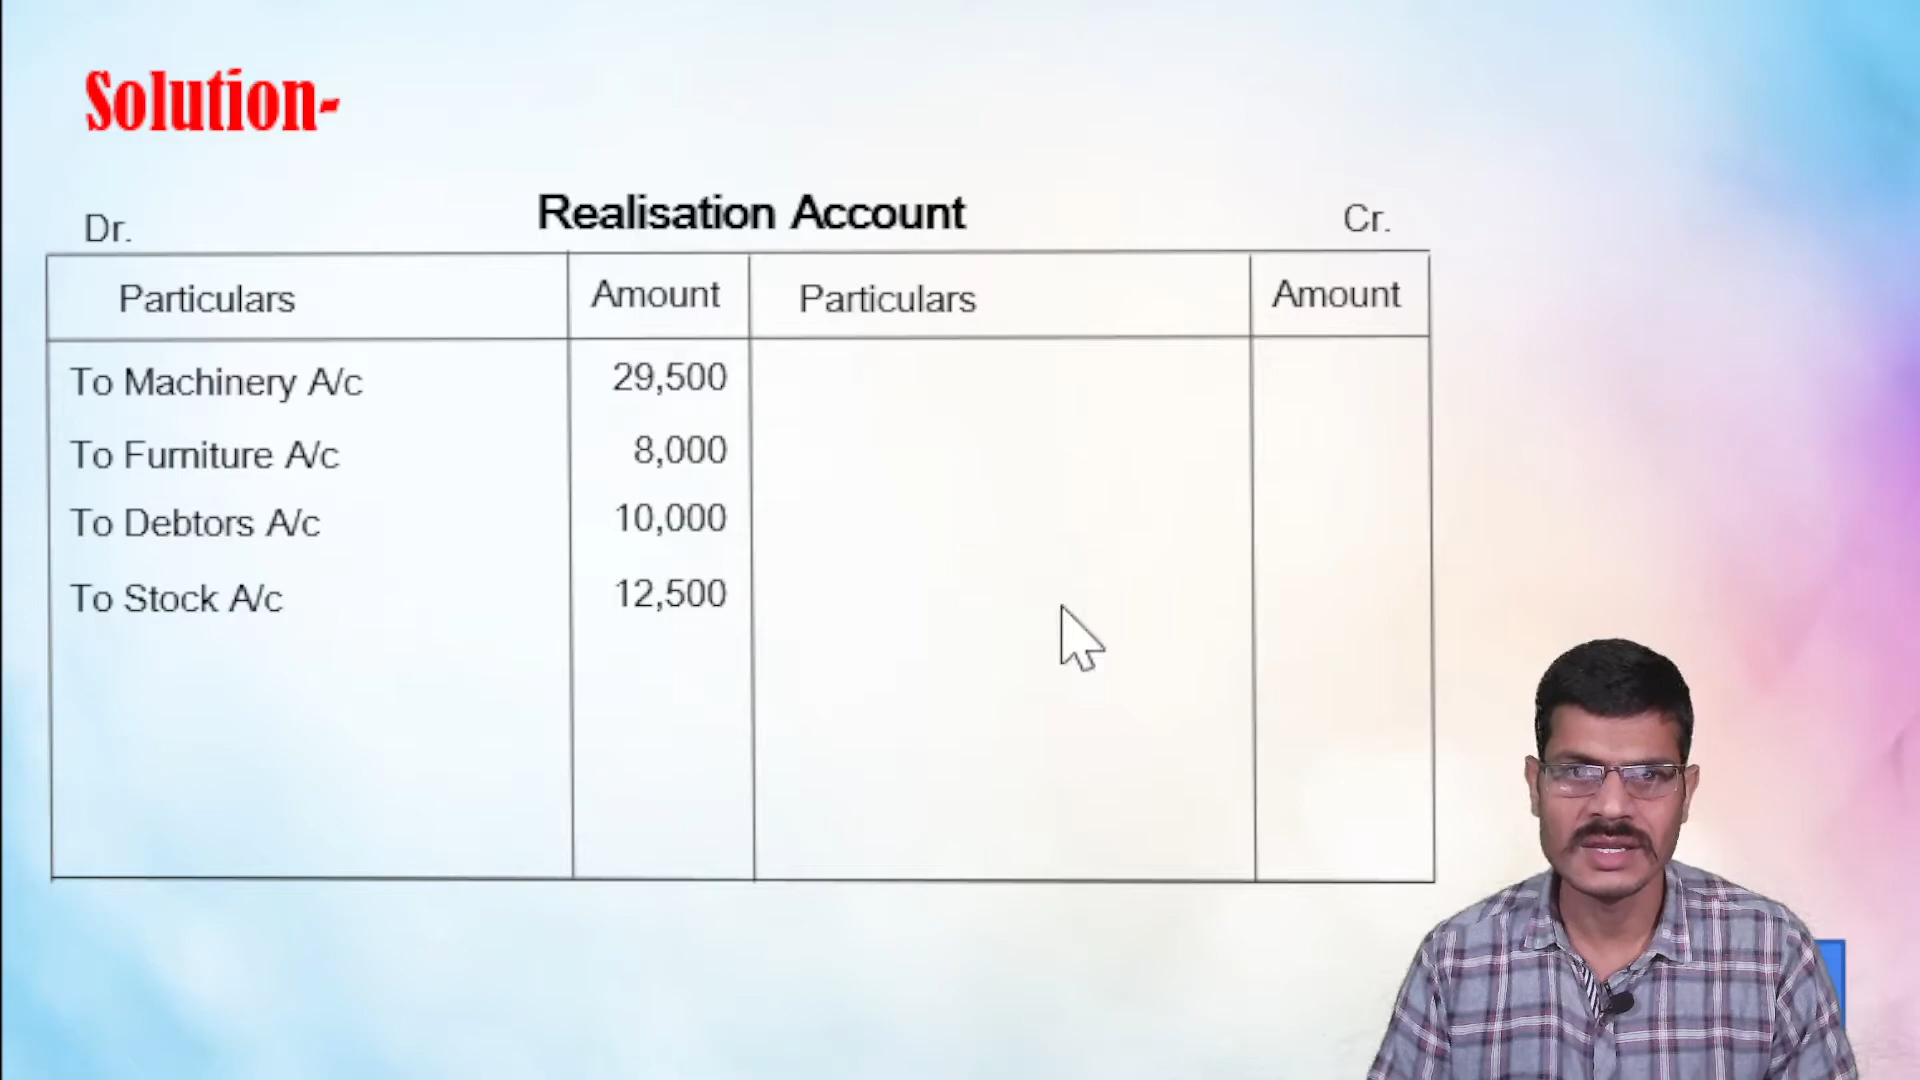 Solution-
Realisation Account
Dr. Cr.
Particulars Amount Particulars Amount
To Machinery A/c 29,500
To Furniture A/c 8,000
To Debtors A/c 10,000
To Stock A/c 12,500